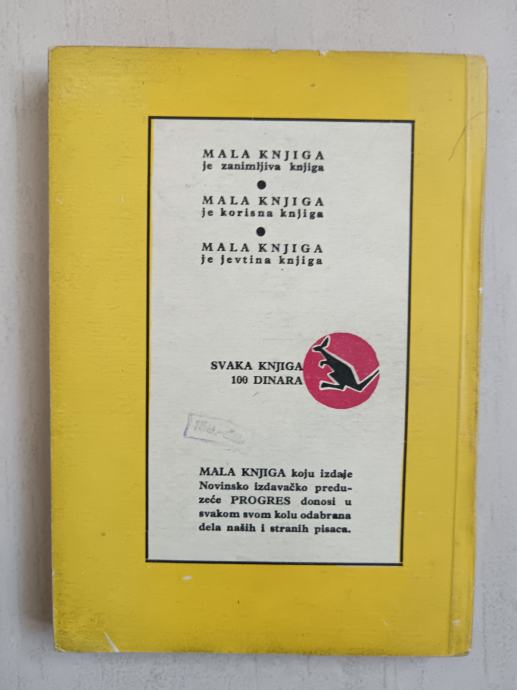 MALA KNJIGA
je zanimljiva knjiga
MALA KNJIGA
je korisna knjiga
MALA KNJIGA
je jevtina knjiga
SVAKA KNJIGA
100 DINARA
MALA KNJIGA koju izdaje
Novinsko izdavačko predu-
zeće PROGRES donosi u
svakom svom kolu odabrana
dela naših i stranih pisaca.